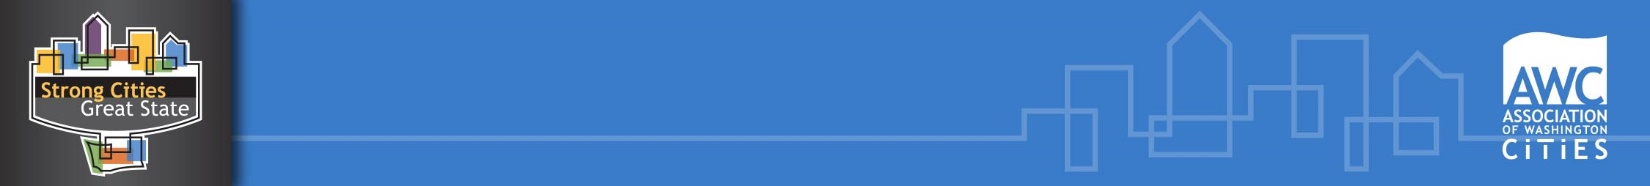 Strong Cities
Great State
AWC
ASSOCIATION
OF WASHINGTON
CiTiES